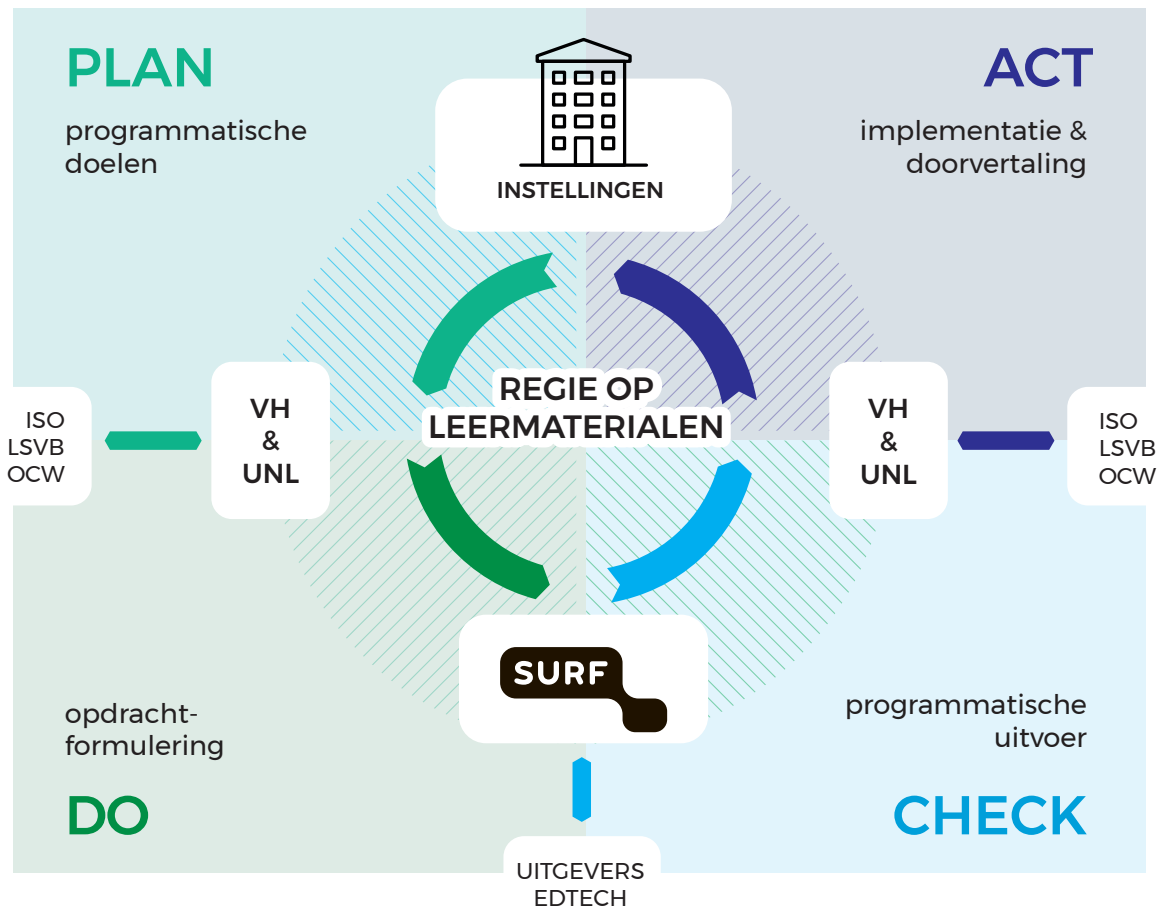 PLAN
programmatische
doelen
ACT
implementatie &
doorvertaling
INSTELLINGEN
REGIE OP
LEERMATERIALEN
ISO
LSVB
OCW
VH
&
UNL
VH
&
UNL
ISO
LSVB
OCW
SURF
opdracht-
formulering
DO
programmatische
uitvoer
CHECK
UITGEVERS
EDTECH